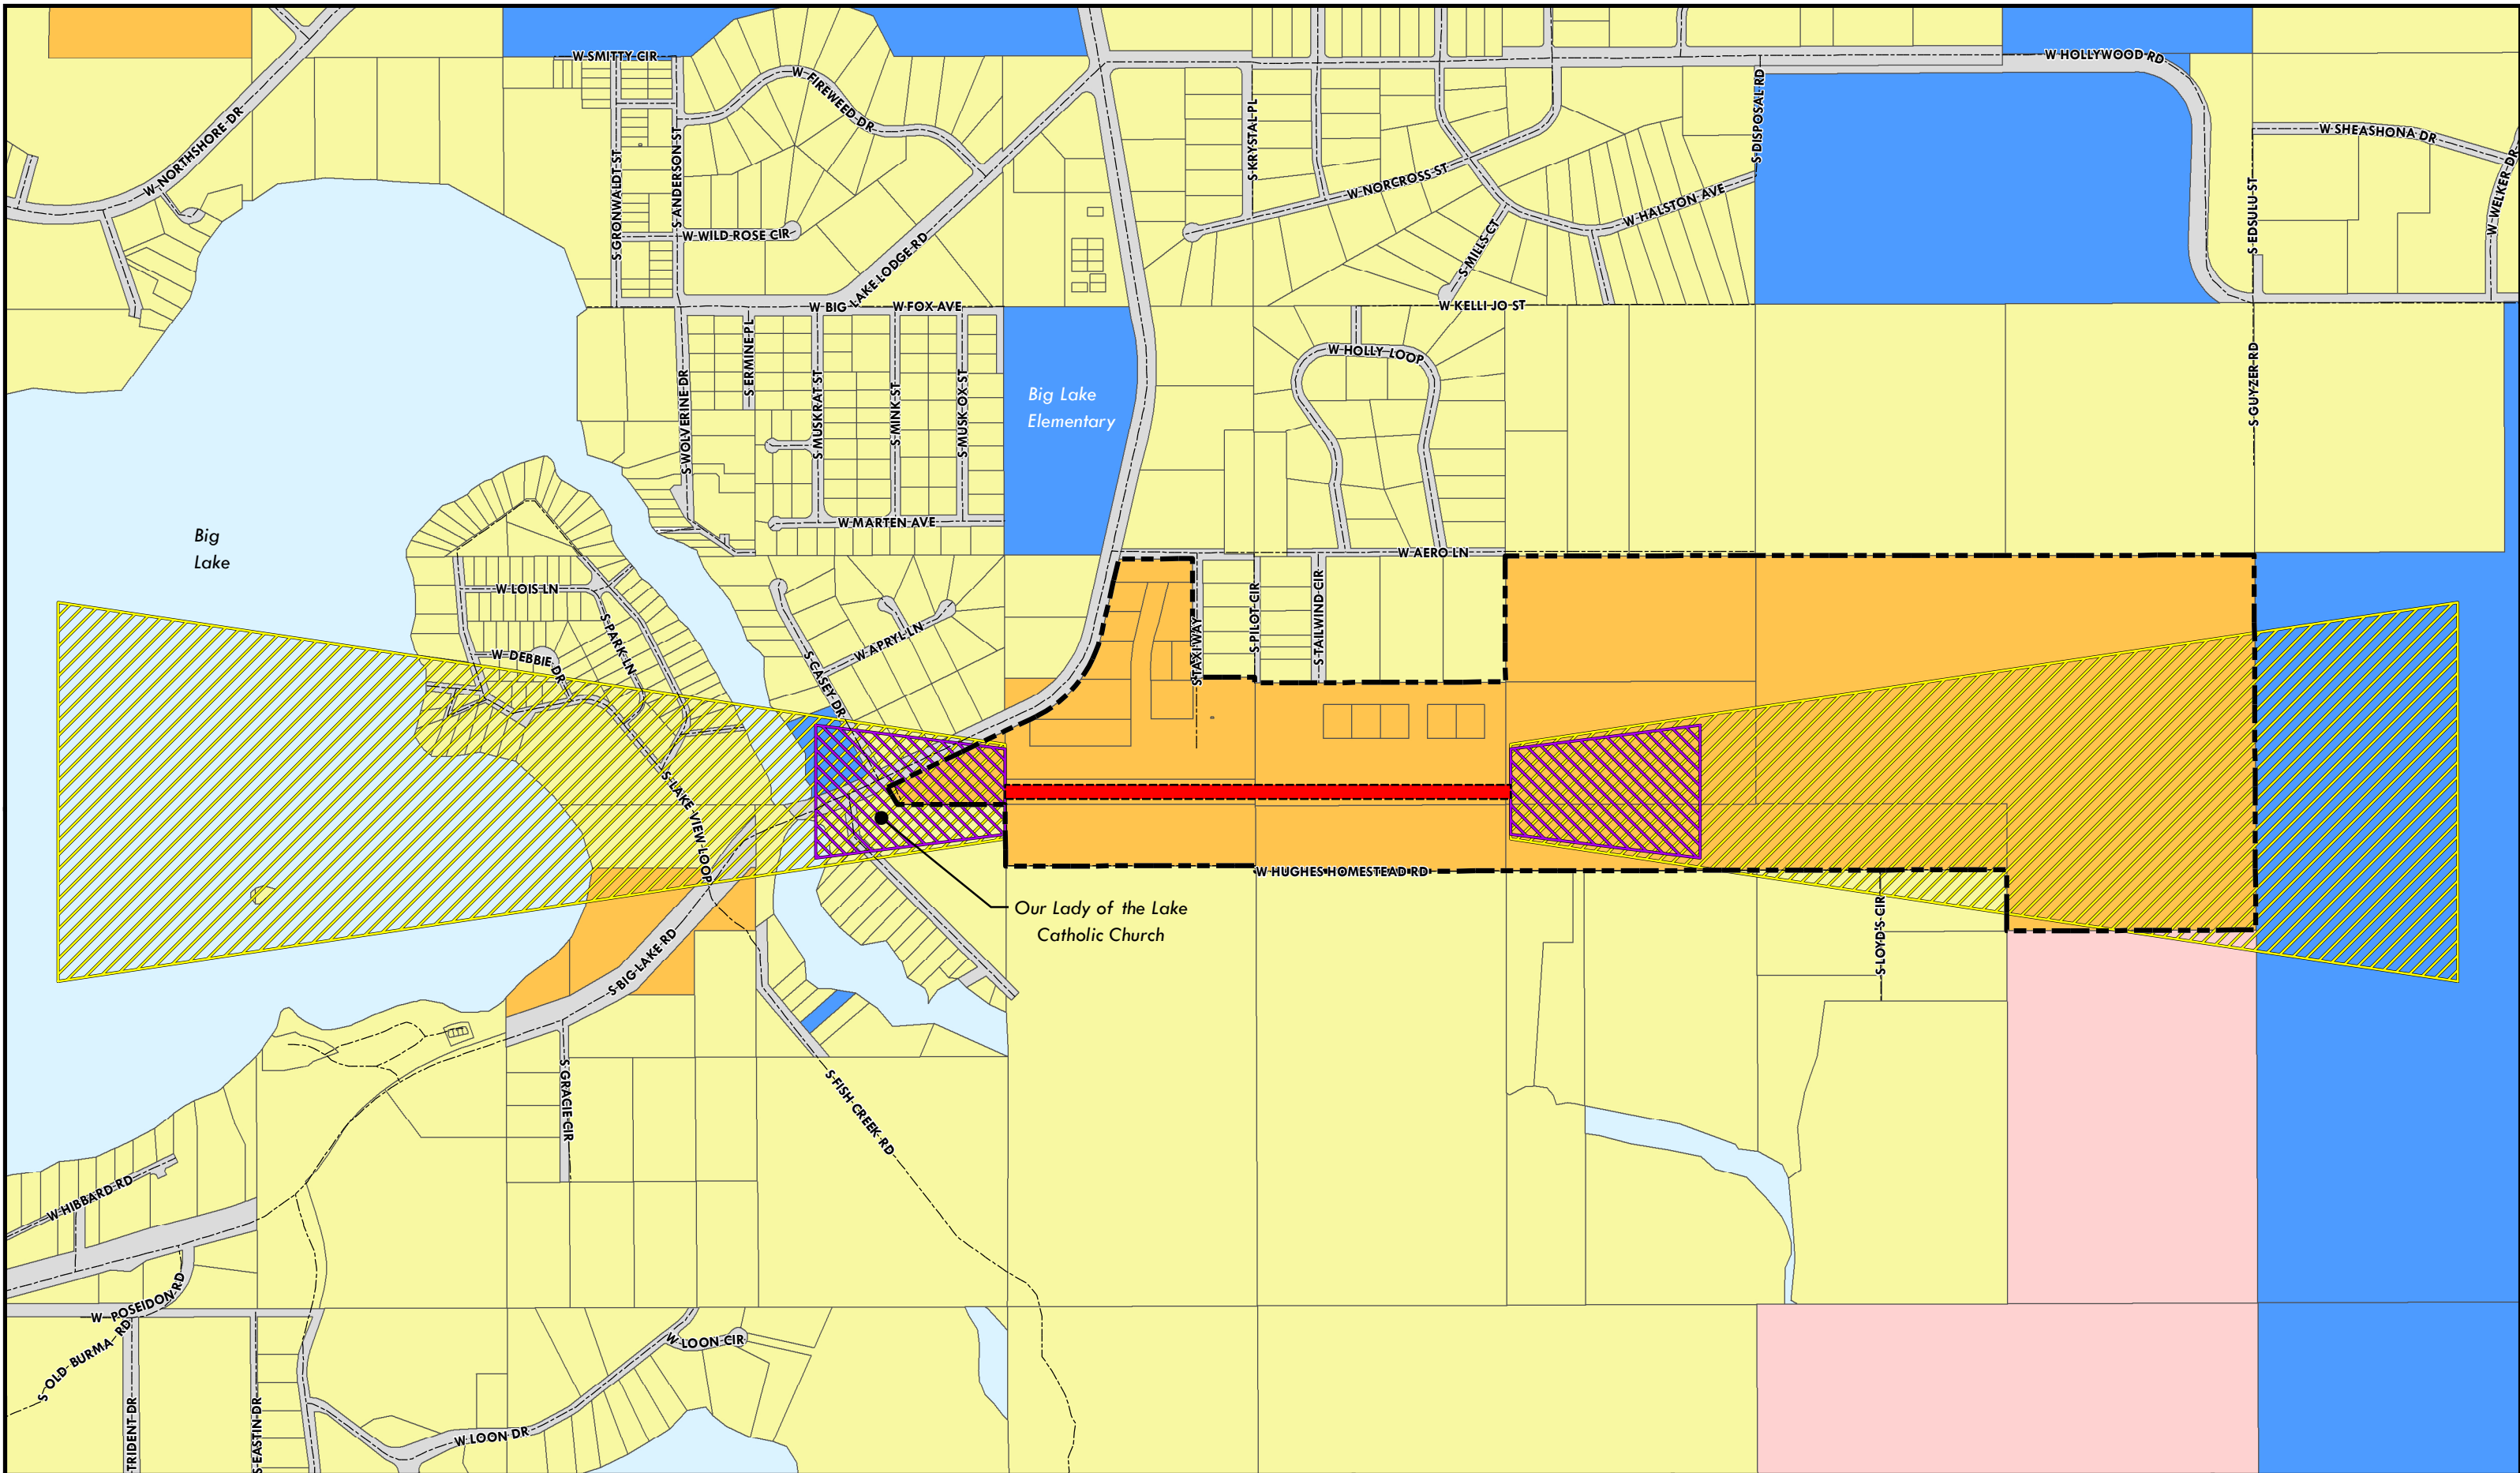 W SMITTY CIR
W HOLLYWOOD RD
W FIREWEED DR
W NORTHSHORE DR
S DISPOSAL RD
S KRYSTAL PL
W SHEASHONA DR
S GRONWALDT ST
S ANDERSON ST
W NORCROSS ST
W HALSTON AVE
S EDSULU ST
W WELKER DR
W WILD ROSE CIR
S MILLS CT
W BIG LAKE LODGE RD
W FOX AVE
W KELLI JO ST
S ERMINE PL
W HOLLY LOOP
S GUYZER RD
S WOLVERINE DR
S MUSKRAT ST
S MINK ST
S MUSK OX ST
Big Lake
Elementary
W MARTEN AVE
Big
Lake
W AERO LN
W LOIS LN
S PARK LN
W DEBBIE DR
S CASEY DR
W APRYL LN
S TAXI WAY
S PILOT CIR
S TAILWIND CIR
S LAKE VIEW LOOP
W HUGHES HOMESTEAD RD
Our Lady of the Lake
Catholic Church
S BIG LAKE RD
S LOYD'S CIR
S GRACIE CIR
S FISH CREEK RD
W HIBBARD RD
W POSEIDON RD
S OLD BURMA RD
W LOON CIR
W LOON DR
TRIDENT DR
S EASTIN DR